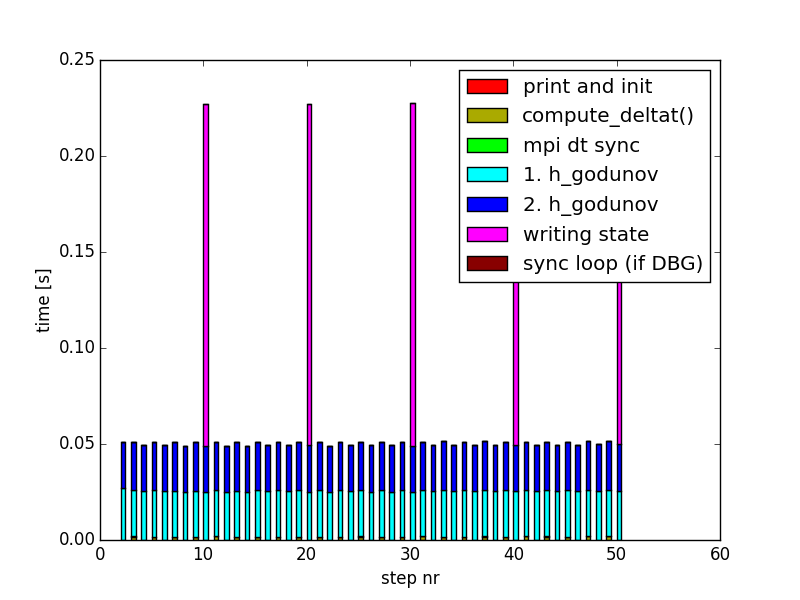 0.25
0.20
0.15
0.10
0.05
0.00
time [s]
print and init
compute_deltat()
mpi dt sync
1. h_godunov
2. h_godunov
writing state
sync loop (if DBG)
0 10 20 30 40 50 60
step nr